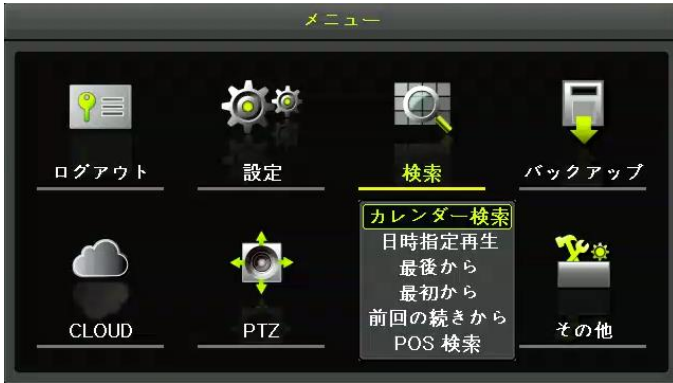 メニュー
ログアウト
設定
検索
バックアップ
カレンダー検索
日時指定再生
最後から
最初から
前回の続きから
POS 検索
CLOUD
PTZ
その他